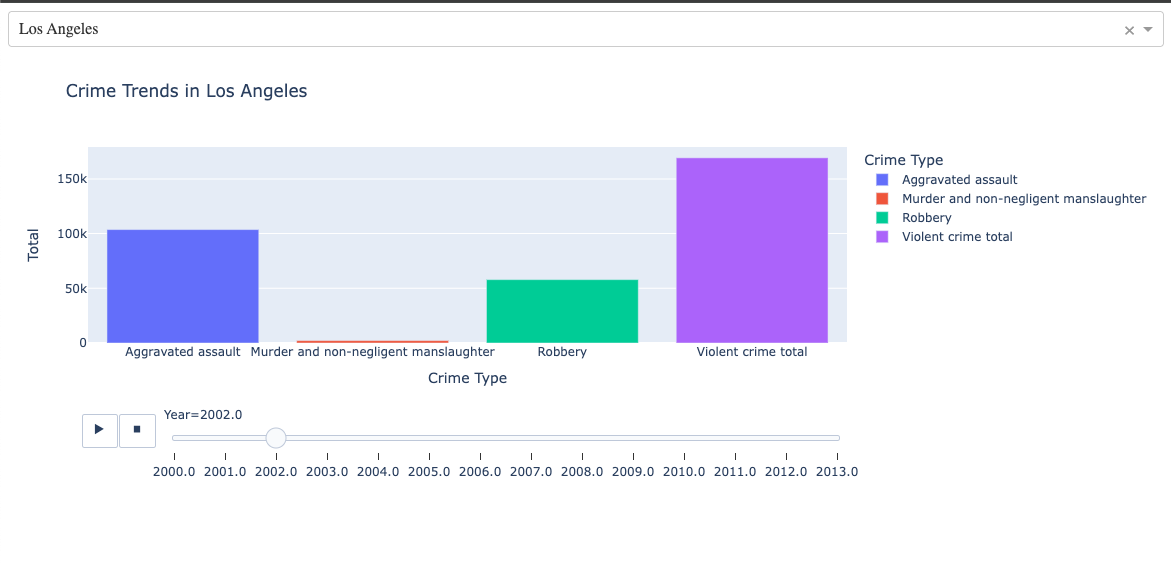 Los Angeles
Crime Trends in Los Angeles
Total
150k
100k
50k
0
Aggravated assault Murder and non-negligent manslaughter Robbery Violent crime total
Crime Type
Crime Type
Aggravated assault
Murder and non-negligent manslaughter
Robbery
Violent crime total
Year=2002.0
2000.0 2001.0 2002.0 2003.0 2004.0 2005.0 2006.0 2007.0 2008.0 2009.0 2010.0 2011.0 2012.0 2013.0